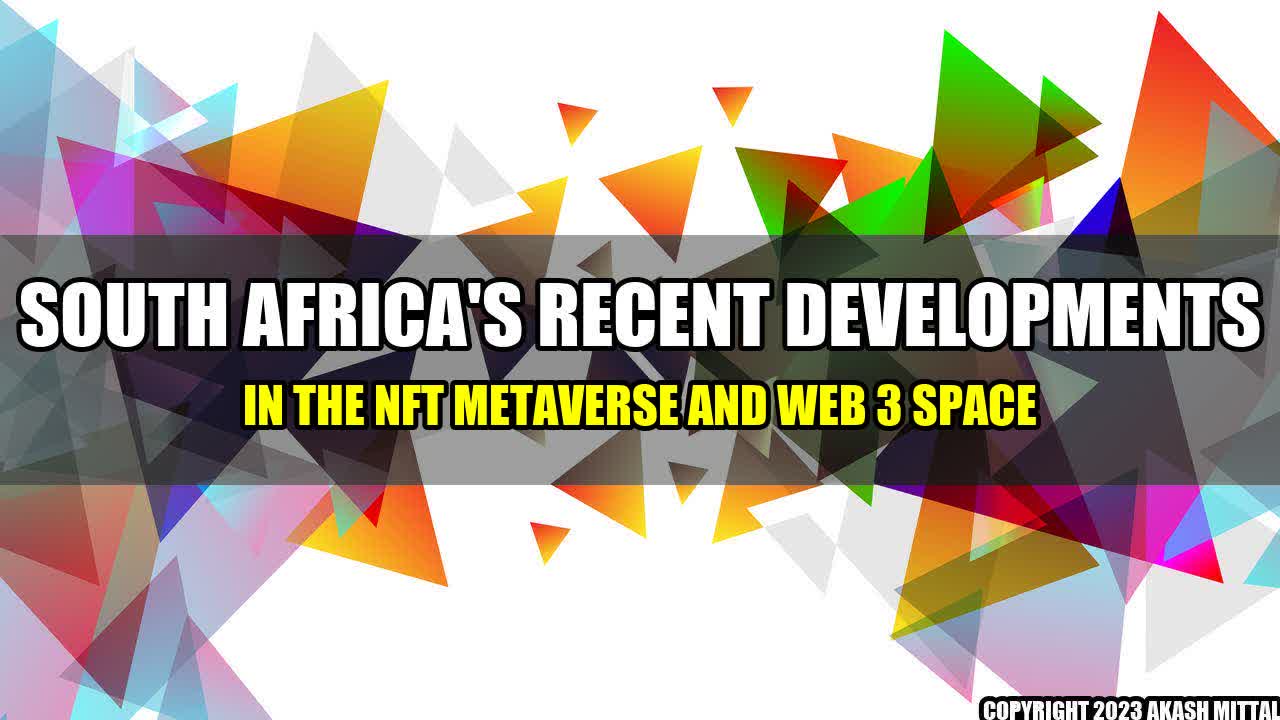 SOUTH AFRICA'S RECENT DEVELOPMENTS
IN THE NFT METAVERSE AND WEB 3 SPACE
COPYRIGHT 2023 AKASH MITTAL